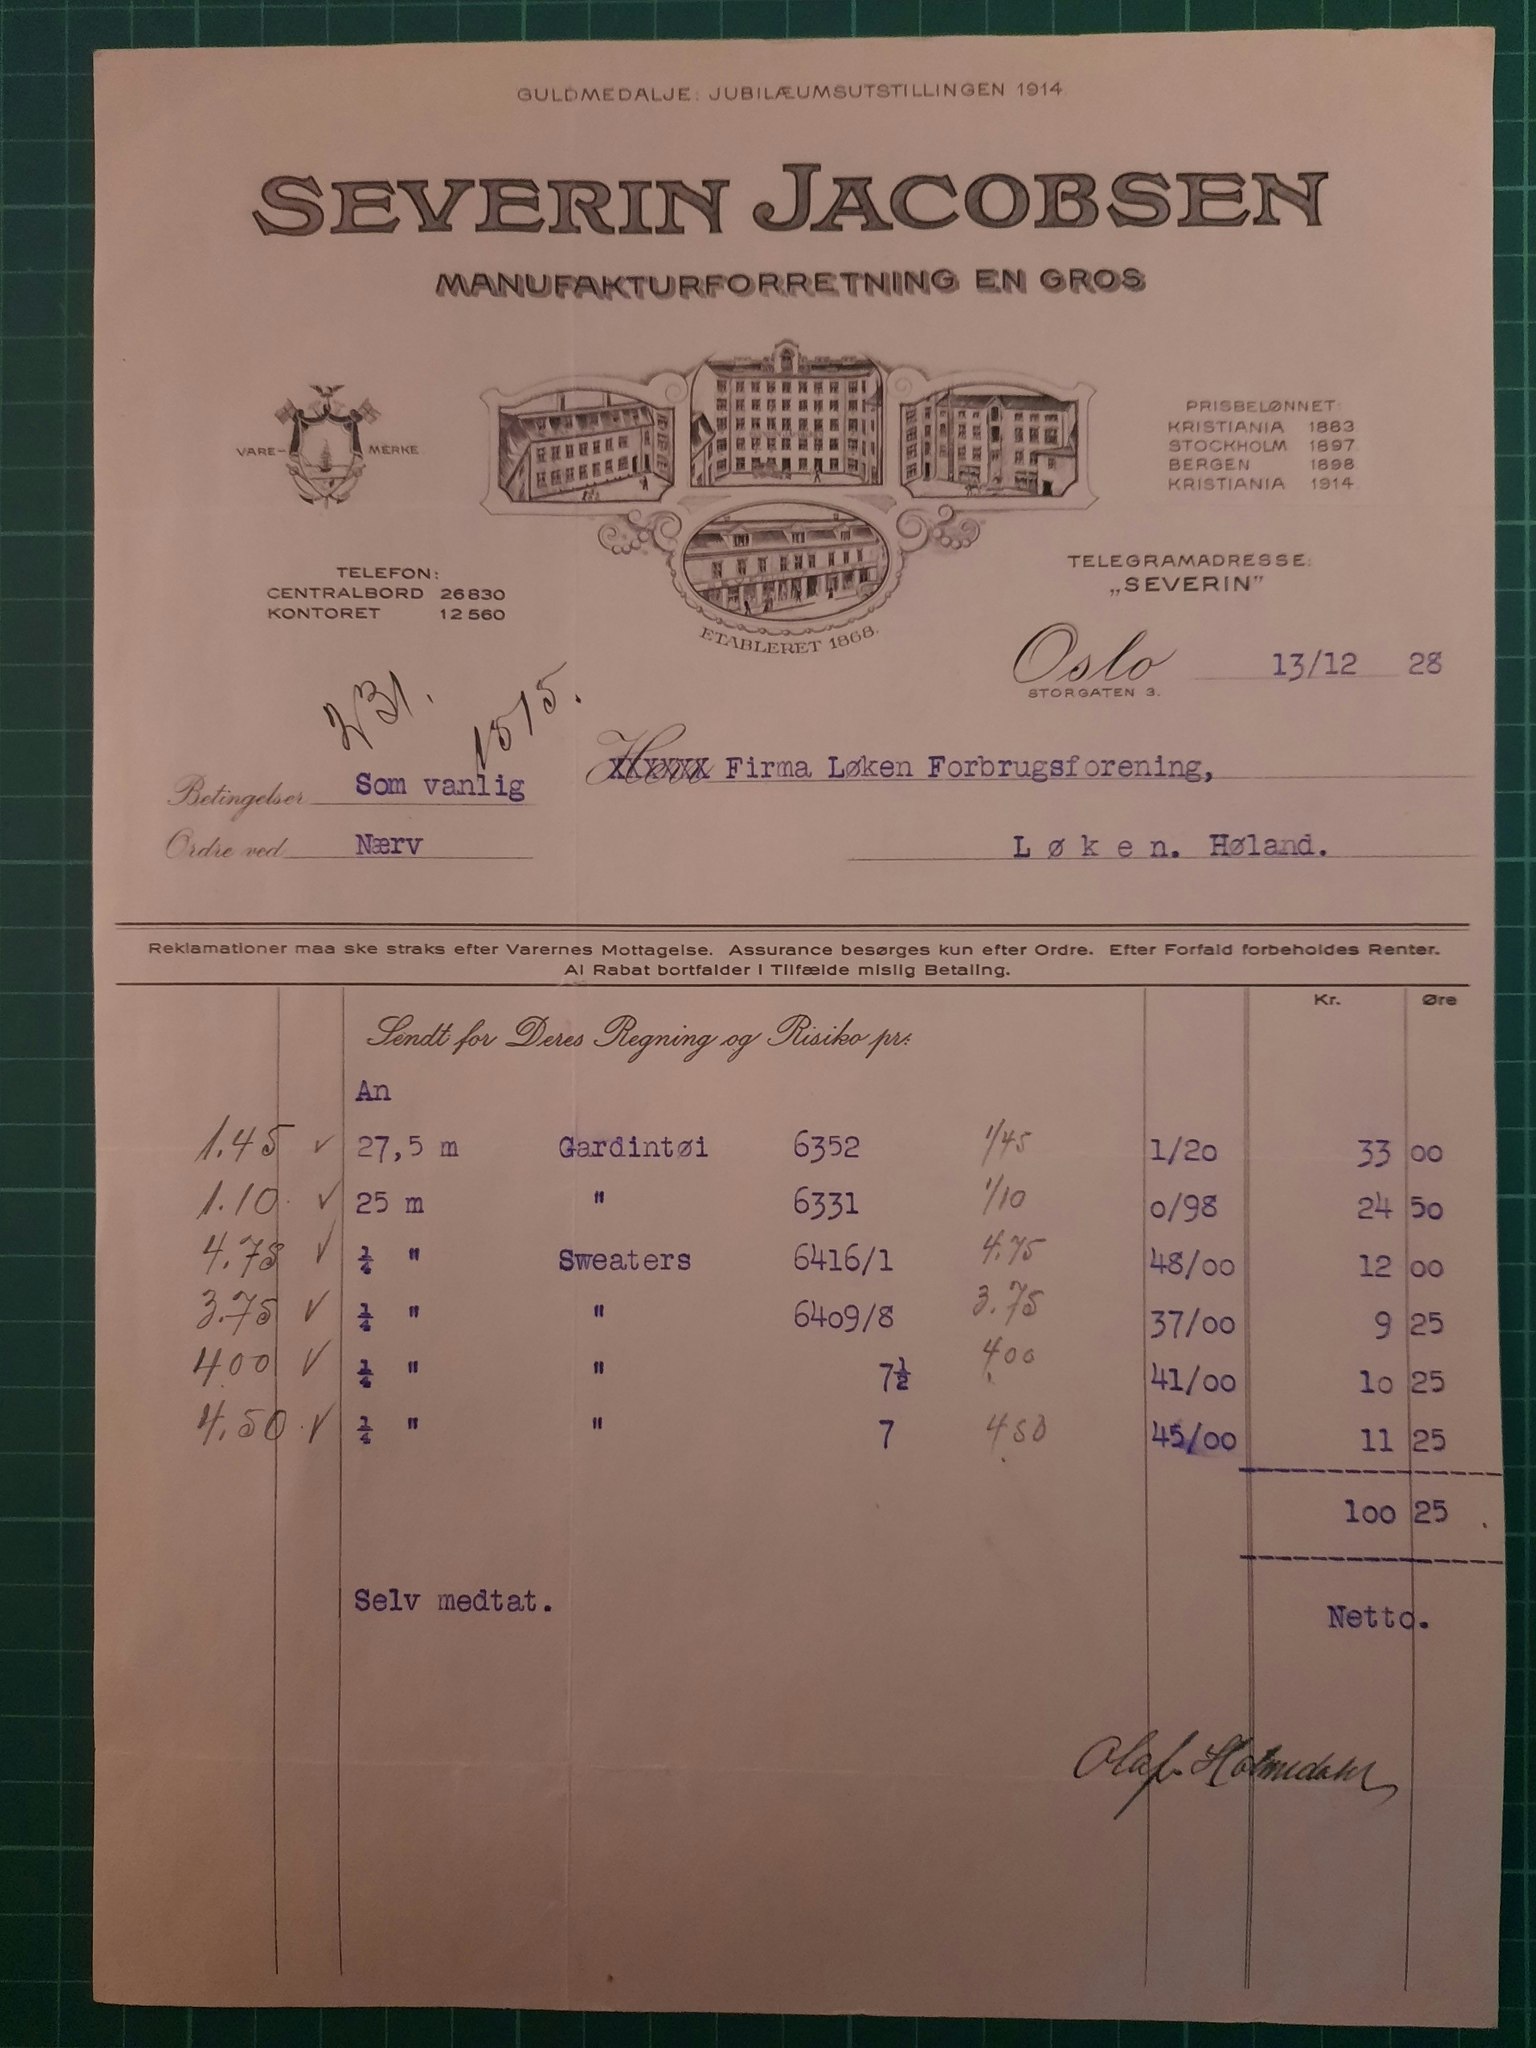 GULDMEDALJE: JUBILÆUMSUTSTILLINGEN 1914
SEVERIN JACOBSEN
MANUFAKTURFORRETNING EN GROS
VARE- MERKE
PRISBELØNNET:
KRISTIANIA 1883
STOCKHOLM 1897
BERGEN 1898
KRISTIANIA 1914
TELEFON:
CENTRALBORD 26830
KONTORET 12560
ETABLERET 1868.
TELEGRAMADRESSE:
„SEVERIN"
Oslo 13/12 28
STORGATEN 3.
1515.
Betingelser Som vanlig
Herr Firma Løken Forbrugsforening,
Ordre ved Nærv
Løken. Høland.
Reklamationer maa ske straks efter Varernes Mottagelse. Assurance besørges kun efter Ordre. Efter Forfald forbeholdes Renter.
Al Rabat bortfalder i Tilfælde mislig Betaling.
Kr. Øre
Sendt for Deres Regning og Risiko pr:
An
1.45 ✓ 27,5 m Gardintøi 6352 1/45 1/20 33 00
1.10. ✓ 25 m " 6331 1/10 0/98 24 50
4.75 ✓ ¼ " Sweaters 6416/1 4.75 48/00 12 00
3.75 ✓ ¼ " " 6409/8 3.75 37/00 9 25
400 ✓ ¼ " " 7½ 400 41/00 10 25
4.50. ✓ ¼ " " 7 450 45/00 11 25
100 25
Selv medtat.
Netto.
Olaf Holmedahl